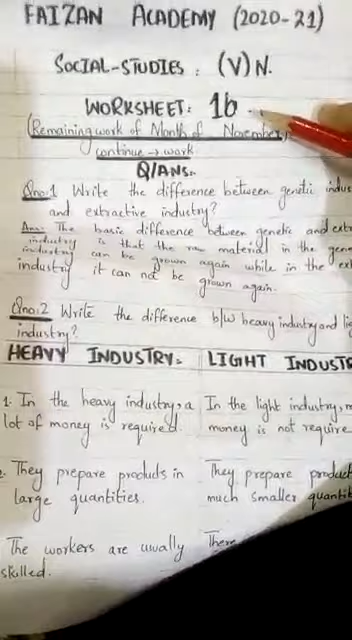 FAIZAN ACADEMY (2020-21)
SOCIAL-STUDIES : (V) N.
WORKSHEET: 16
(Remaining work of Month of November)
continue → work
Q/ANS:
Qno:1 Write the difference between genetic indus
and extractive industry?
Ans: The basic difference between genetic and ext
industry is that the raw material in the gene
industry can be grown again while in the ex
industry it can not be grown again.
Qno:2 Write the difference b/w heavy industry and li
industry?
HEAVY INDUSTRY: LIGHT INDUST
1. In the heavy industry, a In the light industry,
lot of money is required. money is not require
They prepare products in They prepare product
large quantities. much smaller quanti
The workers are usually There
skilled.